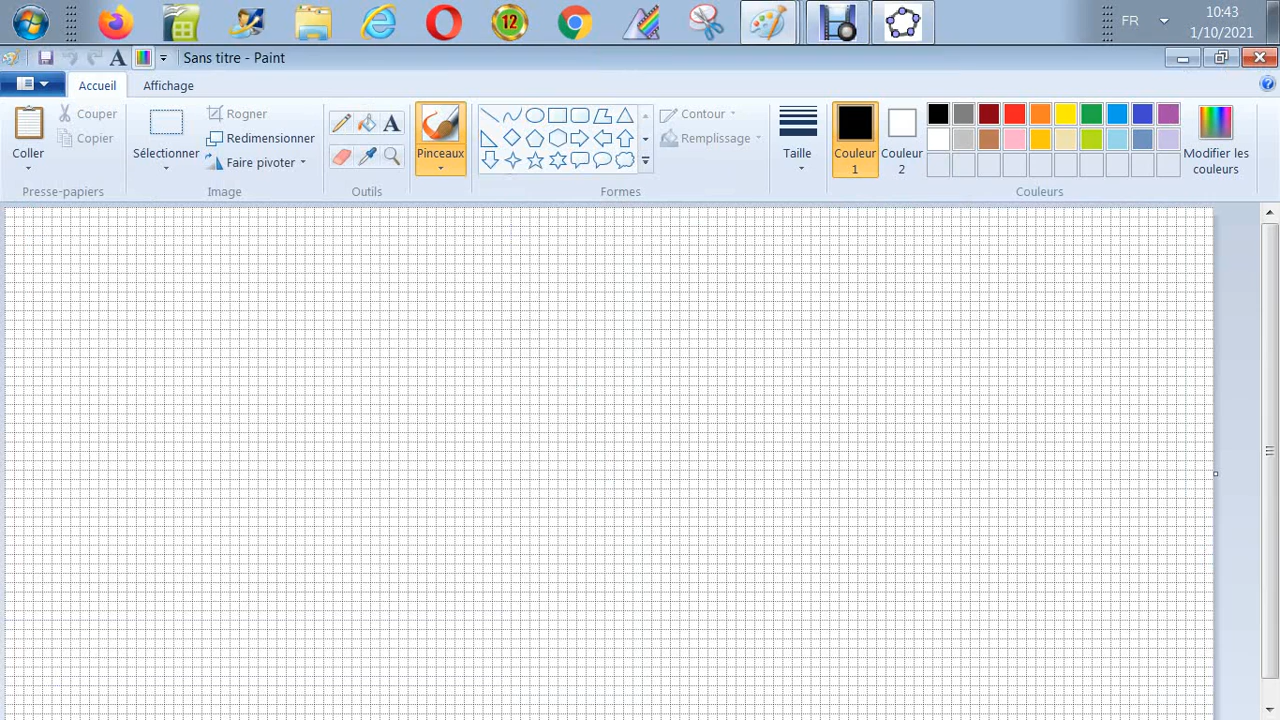 12
FR
10:43
1/10/2021
Sans titre - Paint
Accueil
Affichage
Coller
Couper
Copier
Presse-papiers
Sélectionner
Rogner
Redimensionner
Faire pivoter
Image
A
Outils
Pinceaux
Contour
Remplissage
Formes
Taille
Couleur
1
Couleur
2
Modifier les
couleurs
Couleurs